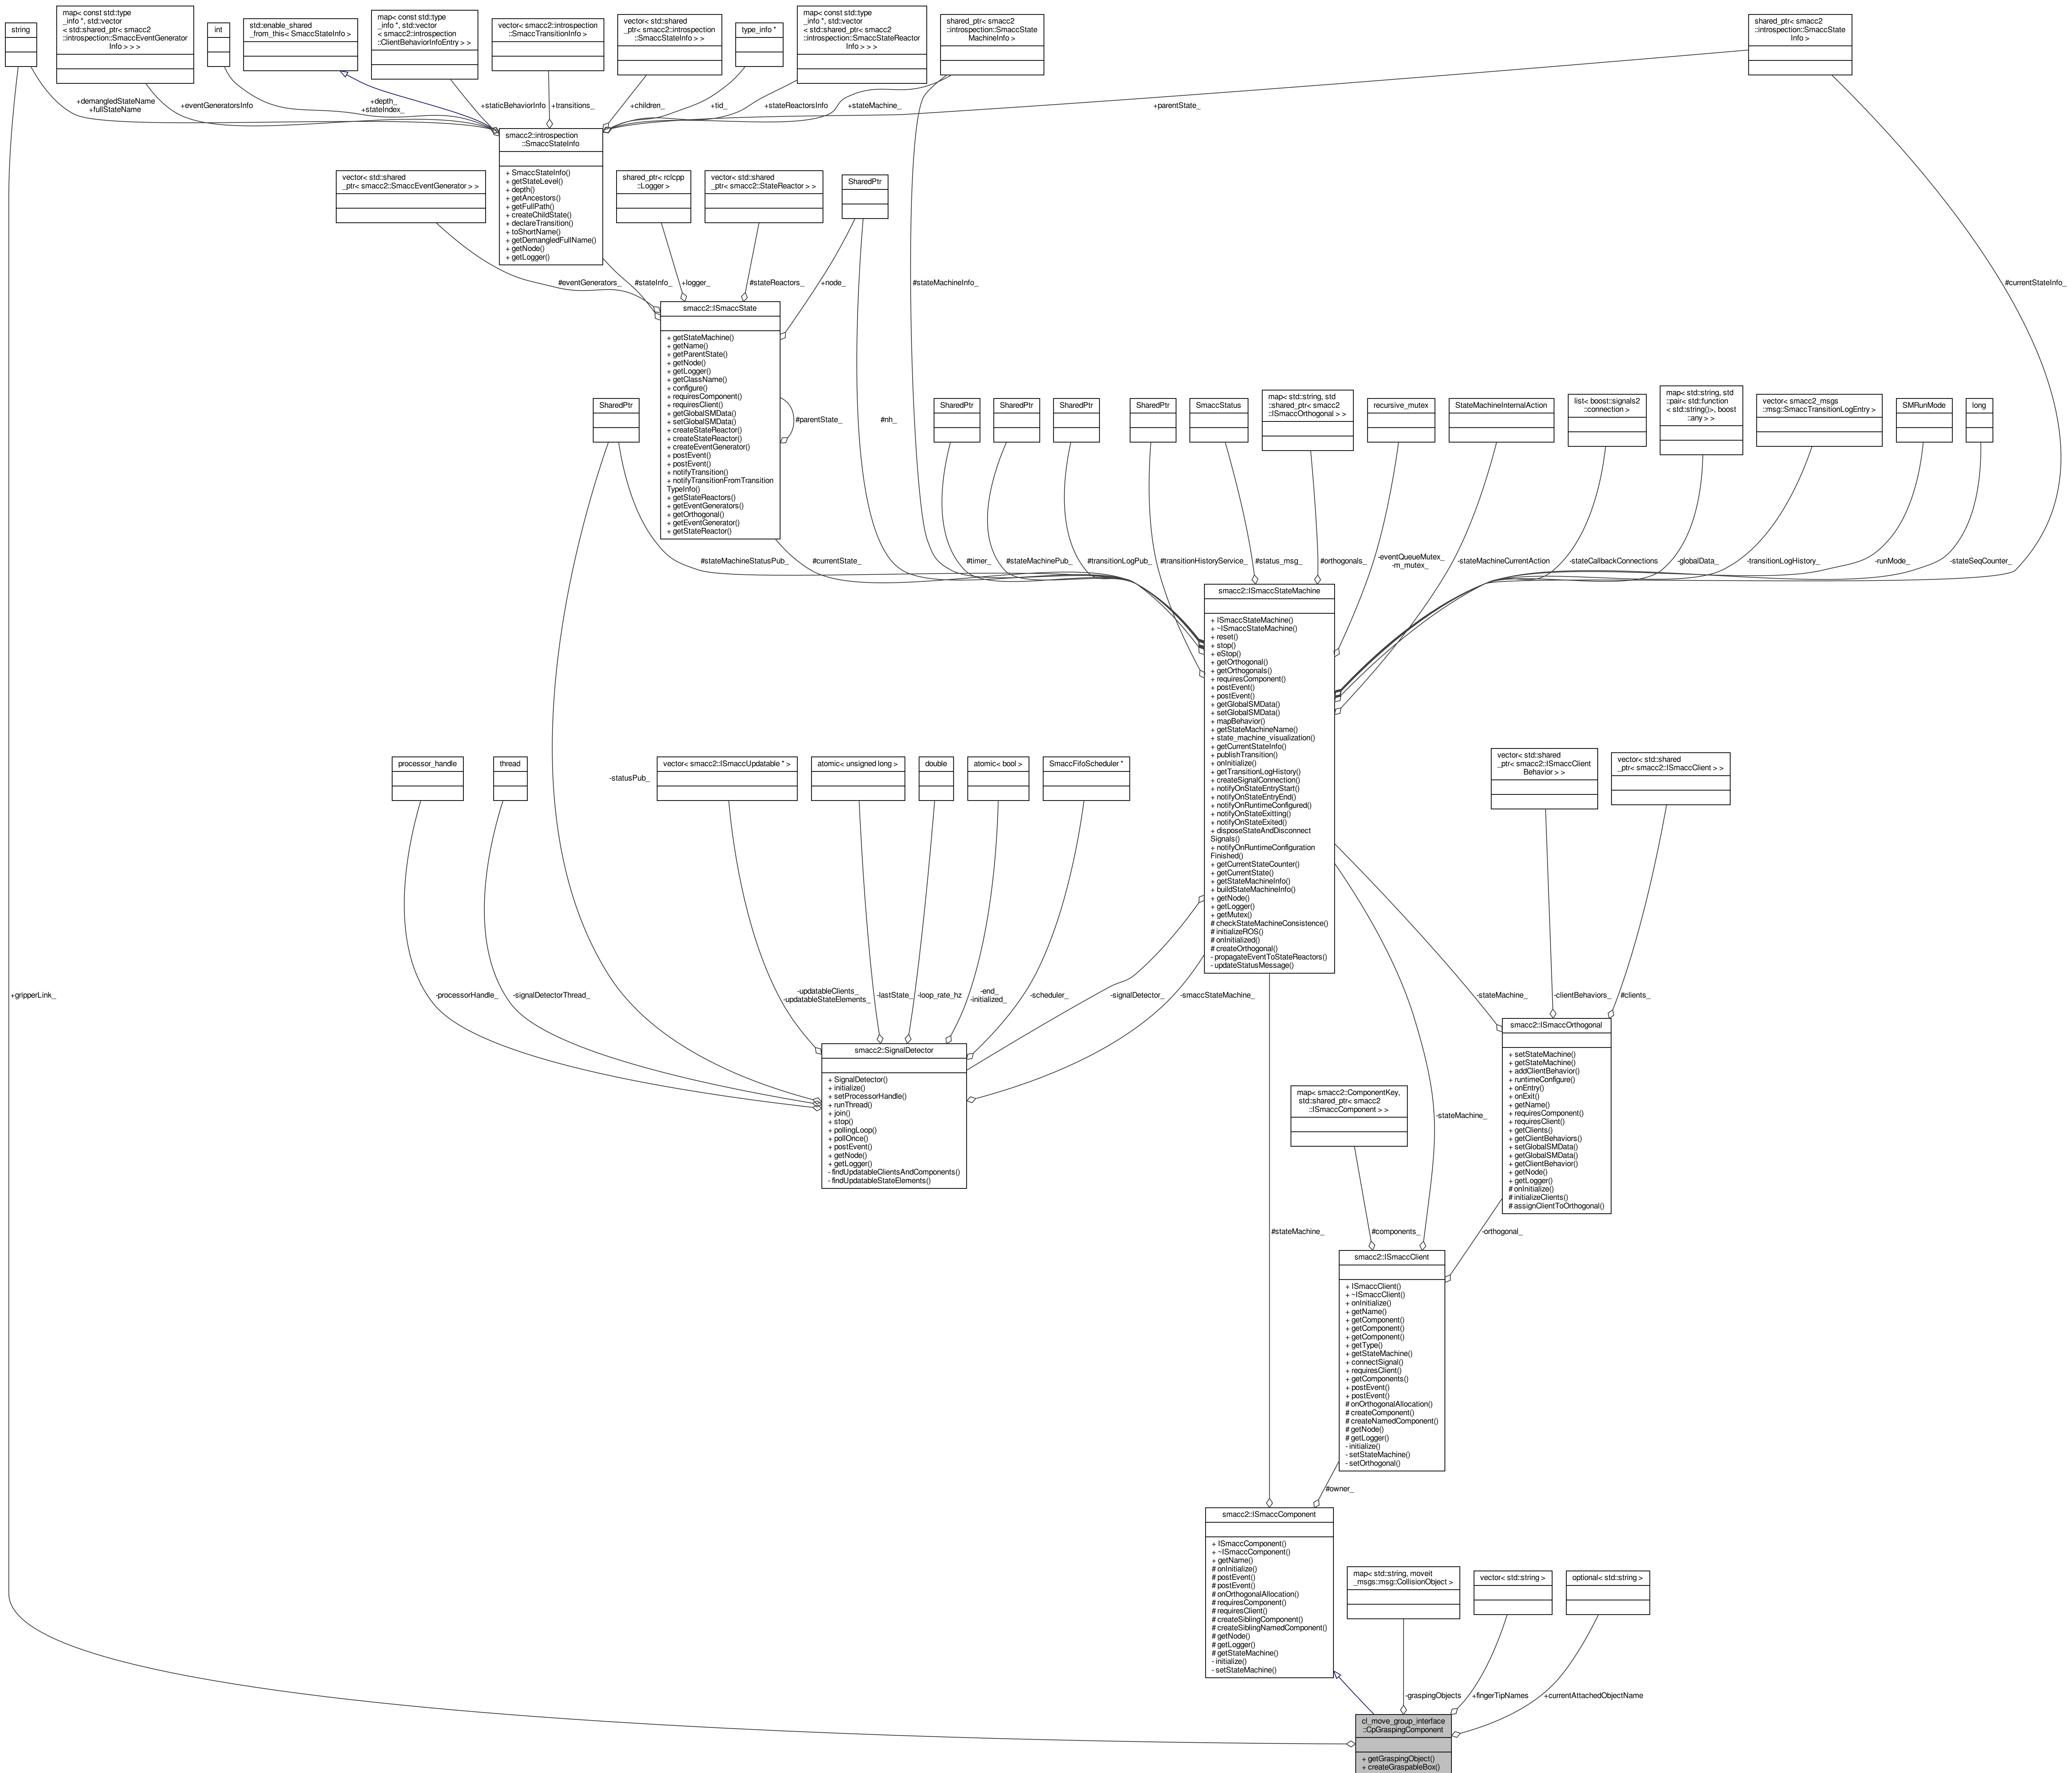 string
map< const std::type
_info *, std::vector
< std::shared_ptr< smacc2
::introspection::SmaccEventGenerator
Info > > >
int
std::enable_shared
_from_this< SmaccStateInfo >
map< const std::type
_info *, std::vector
< smacc2::introspection
::ClientBehaviorInfoEntry > >
vector< smacc2::introspection
::SmaccTransitionInfo >
vector< std::shared
_ptr< smacc2::introspection
::SmaccStateInfo > >
type_info *
map< const std::type
_info *, std::vector
< std::shared_ptr< smacc2
::introspection::SmaccStateReactor
Info > > >
shared_ptr< smacc2
::introspection::SmaccState
MachineInfo >
shared_ptr< smacc2
::introspection::SmaccState
Info >
+demangledStateName
+fullStateName
+eventGeneratorsInfo
+depth_
+stateIndex_
+staticBehaviorInfo
+transitions_
+children_
+tid_
+stateReactorsInfo
+stateMachine_
+parentState_
smacc2::introspection
::SmaccStateInfo
+ SmaccStateInfo()
+ getStateLevel()
+ depth()
+ getAncestors()
+ getFullPath()
+ createChildState()
+ declareTransition()
+ toShortName()
+ getDemangledFullName()
+ getNode()
+ getLogger()
vector< std::shared
_ptr< smacc2::SmaccEventGenerator > >
shared_ptr< rclcpp
::Logger >
vector< std::shared
_ptr< smacc2::StateReactor > >
SharedPtr
#eventGenerators_
#stateInfo_
+logger_
#stateReactors_
+node_
#stateMachineInfo_
#currentStateInfo_
smacc2::ISmaccState
+ getStateMachine()
+ getName()
+ getParentState()
+ getNode()
+ getLogger()
+ getClassName()
+ configure()
+ requiresComponent()
+ requiresClient()
+ getGlobalSMData()
+ setGlobalSMData()
+ createStateReactor()
+ createStateReactor()
+ createEventGenerator()
+ postEvent()
+ postEvent()
+ notifyTransition()
+ notifyTransitionFromTransition
TypeInfo()
+ getStateReactors()
+ getEventGenerators()
+ getOrthogonal()
+ getEventGenerator()
+ getStateReactor()
#parentState_
#nh_
SharedPtr
SharedPtr
SharedPtr
SharedPtr
SharedPtr
SmaccStatus
map< std::string, std
::shared_ptr< smacc2
::ISmaccOrthogonal > >
recursive_mutex
StateMachineInternalAction
list< boost::signals2
::connection >
map< std::string, std
::pair< std::function
< std::string()>, boost
::any > >
vector< smacc2_msgs
::msg::SmaccTransitionLogEntry >
SMRunMode
long
#stateMachineStatusPub_
#currentState_
#timer_
#stateMachinePub_
#transitionLogPub_
#transitionHistoryService_
#status_msg_
#orthogonals_
-eventQueueMutex_
-m_mutex_
-stateMachineCurrentAction
-stateCallbackConnections
-globalData_
-transitionLogHistory_
-runMode_
-stateSeqCounter_
smacc2::ISmaccStateMachine
+ ISmaccStateMachine()
+ ~ISmaccStateMachine()
+ reset()
+ stop()
+ eStop()
+ getOrthogonal()
+ getOrthogonals()
+ requiresComponent()
+ postEvent()
+ postEvent()
+ getGlobalSMData()
+ setGlobalSMData()
+ mapBehavior()
+ getStateMachineName()
+ state_machine_visualization()
+ getCurrentStateInfo()
+ publishTransition()
+ onInitialize()
+ getTransitionLogHistory()
+ createSignalConnection()
+ notifyOnStateEntryStart()
+ notifyOnStateEntryEnd()
+ notifyOnRuntimeConfigured()
+ notifyOnStateExitting()
+ notifyOnStateExited()
+ disposeStateAndDisconnect
Signals()
+ notifyOnRuntimeConfiguration
Finished()
+ getCurrentStateCounter()
+ getCurrentState()
+ getStateMachineInfo()
+ buildStateMachineInfo()
+ getNode()
+ getLogger()
+ getMutex()
# checkStateMachineConsistence()
# initializeROS()
# onInitialized()
# createOrthogonal()
- propagateEventToStateReactors()
- updateStatusMessage()
processor_handle
thread
-statusPub_
vector< smacc2::ISmaccUpdatable * >
atomic< unsigned long >
double
atomic< bool >
SmaccFifoScheduler *
vector< std::shared
_ptr< smacc2::ISmaccClient
Behavior > >
vector< std::shared
_ptr< smacc2::ISmaccClient > >
+gripperLink_
-processorHandle_
-signalDetectorThread_
-updatableClients_
-updatableStateElements_
-lastState_
-loop_rate_hz
-end_
-initialized_
-scheduler_
-signalDetector_
-smaccStateMachine_
-stateMachine_
-clientBehaviors_
#clients_
smacc2::SignalDetector
+ SignalDetector()
+ initialize()
+ setProcessorHandle()
+ runThread()
+ join()
+ stop()
+ pollingLoop()
+ pollOnce()
+ postEvent()
+ getNode()
+ getLogger()
- findUpdatableClientsAndComponents()
- findUpdatableStateElements()
smacc2::ISmaccOrthogonal
+ setStateMachine()
+ getStateMachine()
+ addClientBehavior()
+ runtimeConfigure()
+ onEntry()
+ onExit()
+ getName()
+ requiresComponent()
+ requiresClient()
+ getClients()
+ getClientBehaviors()
+ setGlobalSMData()
+ getGlobalSMData()
+ getClientBehavior()
+ getNode()
+ getLogger()
# onInitialize()
# initializeClients()
# assignClientToOrthogonal()
map< smacc2::ComponentKey,
std::shared_ptr< smacc2
::ISmaccComponent > >
-stateMachine_
#stateMachine_
#components_
-orthogonal_
smacc2::ISmaccClient
+ ISmaccClient()
+ ~ISmaccClient()
+ onInitialize()
+ getName()
+ getComponent()
+ getComponent()
+ getComponent()
+ getType()
+ getStateMachine()
+ connectSignal()
+ requiresClient()
+ getComponents()
+ postEvent()
+ postEvent()
# onOrthogonalAllocation()
# createComponent()
# createNamedComponent()
# getNode()
# getLogger()
- initialize()
- setStateMachine()
- setOrthogonal()
#owner_
smacc2::ISmaccComponent
+ ISmaccComponent()
+ ~ISmaccComponent()
+ getName()
# onInitialize()
# postEvent()
# postEvent()
# onOrthogonalAllocation()
# requiresComponent()
# requiresClient()
# createSiblingComponent()
# createSiblingNamedComponent()
# getNode()
# getLogger()
# getStateMachine()
- initialize()
- setStateMachine()
map< std::string, moveit
_msgs::msg::CollisionObject >
vector< std::string >
optional< std::string >
-graspingObjects
+fingerTipNames
+currentAttachedObjectName
cl_move_group_interface
::CpGraspingComponent
+ getGraspingObject()
+ createGraspableBox()